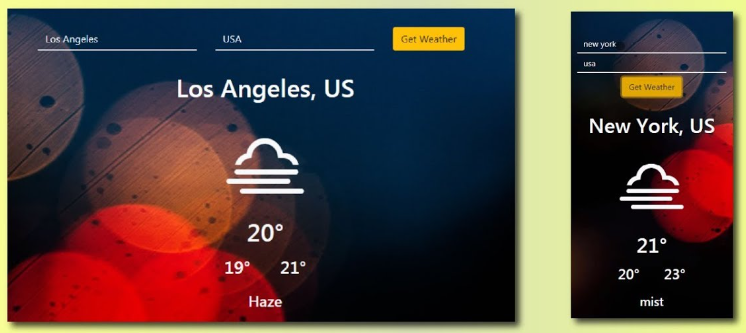 Los Angeles USA Get Weather
Los Angeles, US
20°
19° 21°
Haze
new york
usa
Get Weather
New York, US
21°
20° 23°
mist